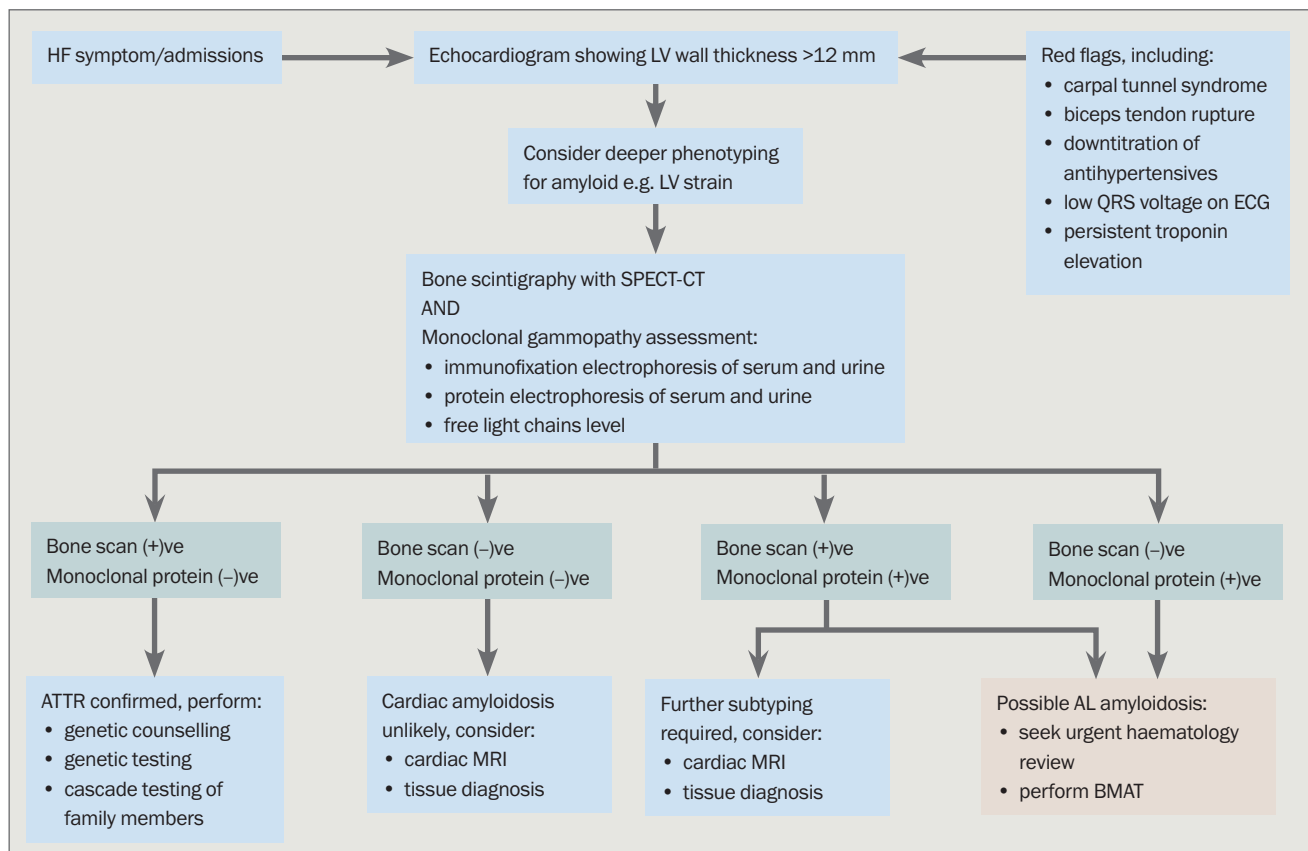 HF symptom/admissions
Echocardiogram showing LV wall thickness >12 mm
Red flags, including:
• carpal tunnel syndrome
• biceps tendon rupture
• downtitration of
antihypertensives
• low QRS voltage on ECG
• persistent troponin
elevation
Consider deeper phenotyping
for amyloid e.g. LV strain
Bone scintigraphy with SPECT-CT
AND
Monoclonal gammopathy assessment:
• immunofixation electrophoresis of serum and urine
• protein electrophoresis of serum and urine
• free light chains level
Bone scan (+)ve
Monoclonal protein (–)ve
Bone scan (–)ve
Monoclonal protein (–)ve
Bone scan (+)ve
Monoclonal protein (+)ve
Bone scan (–)ve
Monoclonal protein (+)ve
ATTR confirmed, perform:
• genetic counselling
• genetic testing
• cascade testing of
family members
Cardiac amyloidosis
unlikely, consider:
• cardiac MRI
• tissue diagnosis
Further subtyping
required, consider:
• cardiac MRI
• tissue diagnosis
Possible AL amyloidosis:
• seek urgent haematology
review
• perform BMAT